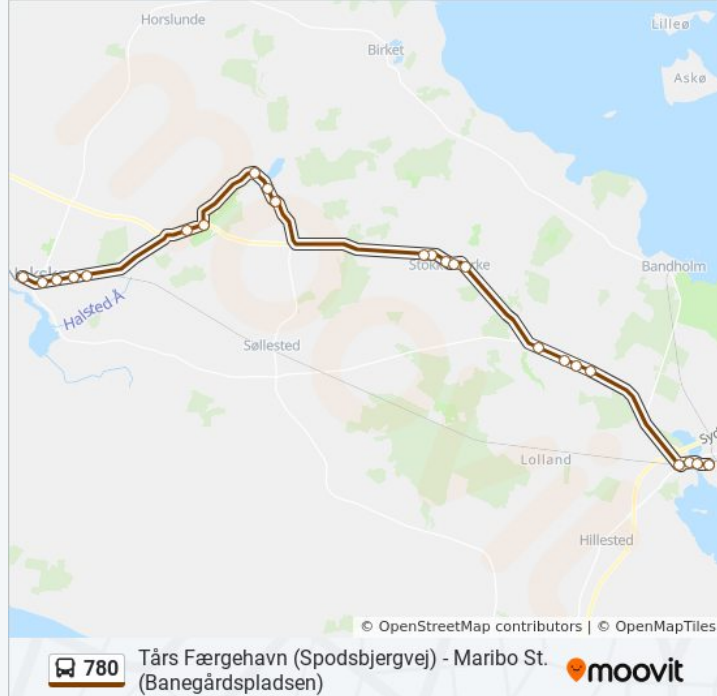 Horslunde
Lilleø
Birket
Askø
Bandholm
Halsted Å
Søllested
Lolland
Hillested
© OpenStreetMap contributors | © OpenMapTiles
780
Tårs Færgehavn (Spodsbjergvej) - Maribo St.
(Banegårdspladsen)
moovit